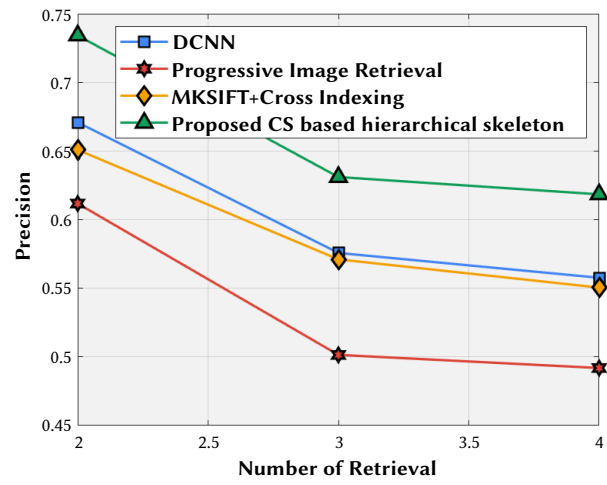 0.75
DCNN
Progressive Image Retrieval
MKSIFT+Cross Indexing
Proposed CS based hierarchical skeleton
0.7
0.65
0.6
0.55
0.5
0.45
Precision
2
2.5
3
3.5
4
Number of Retrieval